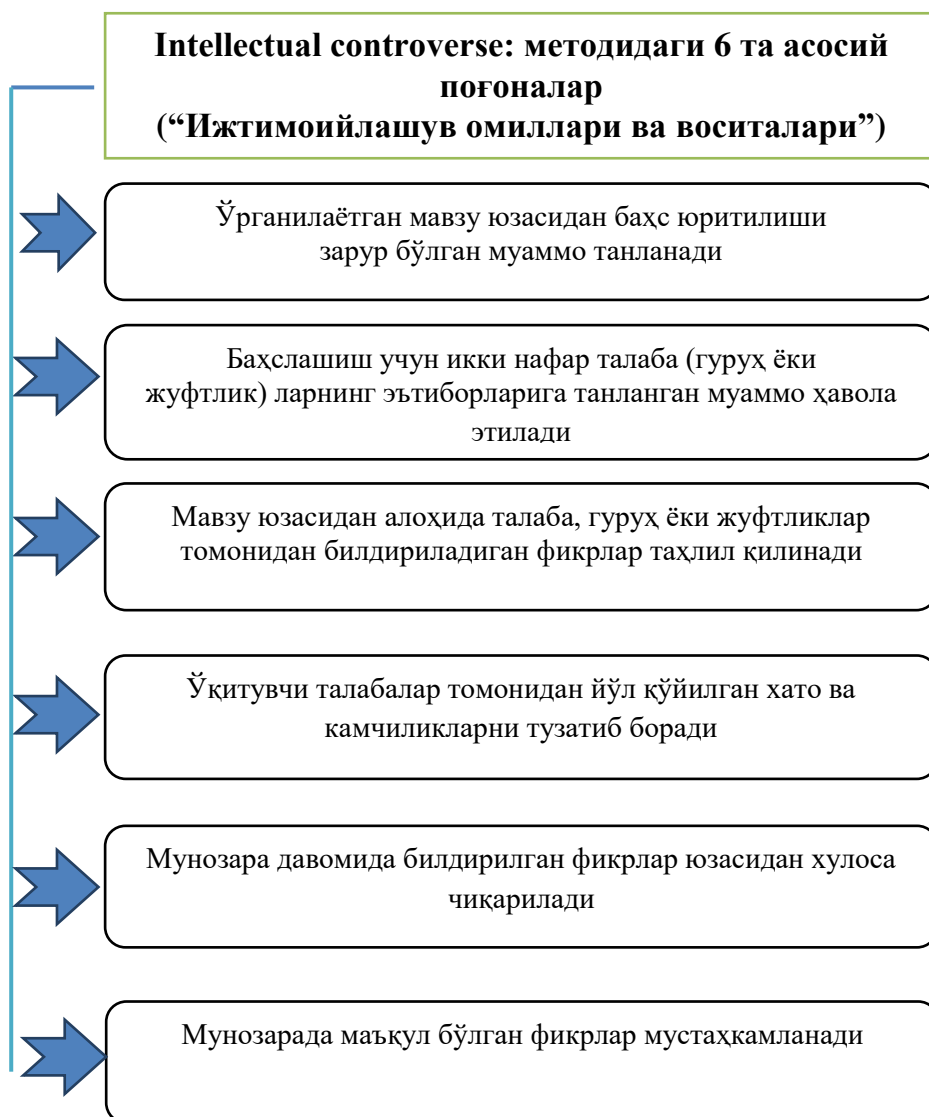 Intellectual controverse: методидаги 6 та асосий
поғоналар
(“Ижтимоийлашув омиллари ва воситалари”)
Ўрганилаётган мавзу юзасидан баҳс юритилиши
зарур бўлган муаммо танланади
Баҳслашиш учун икки нафар талаба (гуруҳ ёки
жуфтлик) ларнинг эътиборларига танланган муаммо ҳавола
этилади
Мавзу юзасидан алоҳида талаба, гуруҳ ёки жуфтликлар
томонидан билдириладиган фикрлар таҳлил қилинади
Ўқитувчи талабалар томонидан йўл қўйилган хато ва
камчиликларни тузатиб боради
Мунозара давомида билдирилган фикрлар юзасидан хулоса
чиқарилади
Мунозарада маъқул бўлган фикрлар мустаҳкамланади